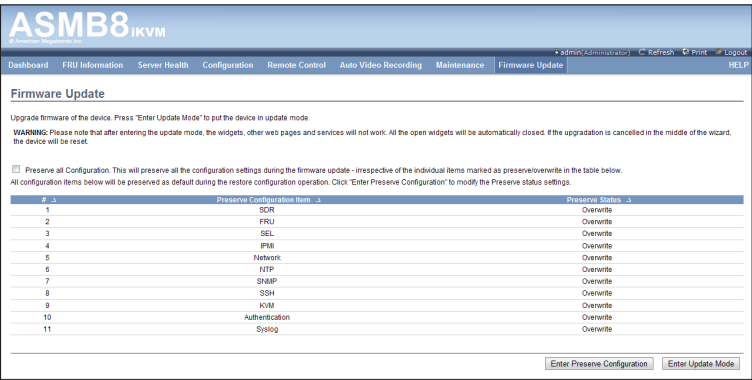 ASMB8 iKVM
© American Megatrends Inc.
admin(Administrator) Refresh Print Logout
Dashboard FRU Information Server Health Configuration Remote Control Auto Video Recording Maintenance Firmware Update HELP
Firmware Update
Upgrade firmware of the device. Press "Enter Update Mode" to put the device in update mode.
WARNING: Please note that after entering the update mode, the widgets, other web pages and services will not work. All the open widgets will be automatically closed. If the upgradation is cancelled in the middle of the wizard,
the device will be reset.
Preserve all Configuration. This will preserve all the configuration settings during the firmware update - irrespective of the individual items marked as preserve/overwrite in the table below.
All configuration items below will be preserved as default during the restore configuration operation. Click "Enter Preserve Configuration" to modify the Preserve status settings.
# Preserve Configuration Item Preserve Status
1 SDR Overwrite
2 FRU Overwrite
3 SEL Overwrite
4 IPMI Overwrite
5 Network Overwrite
6 NTP Overwrite
7 SNMP Overwrite
8 SSH Overwrite
9 KVM Overwrite
10 Authentication Overwrite
11 Syslog Overwrite
Enter Preserve Configuration Enter Update Mode